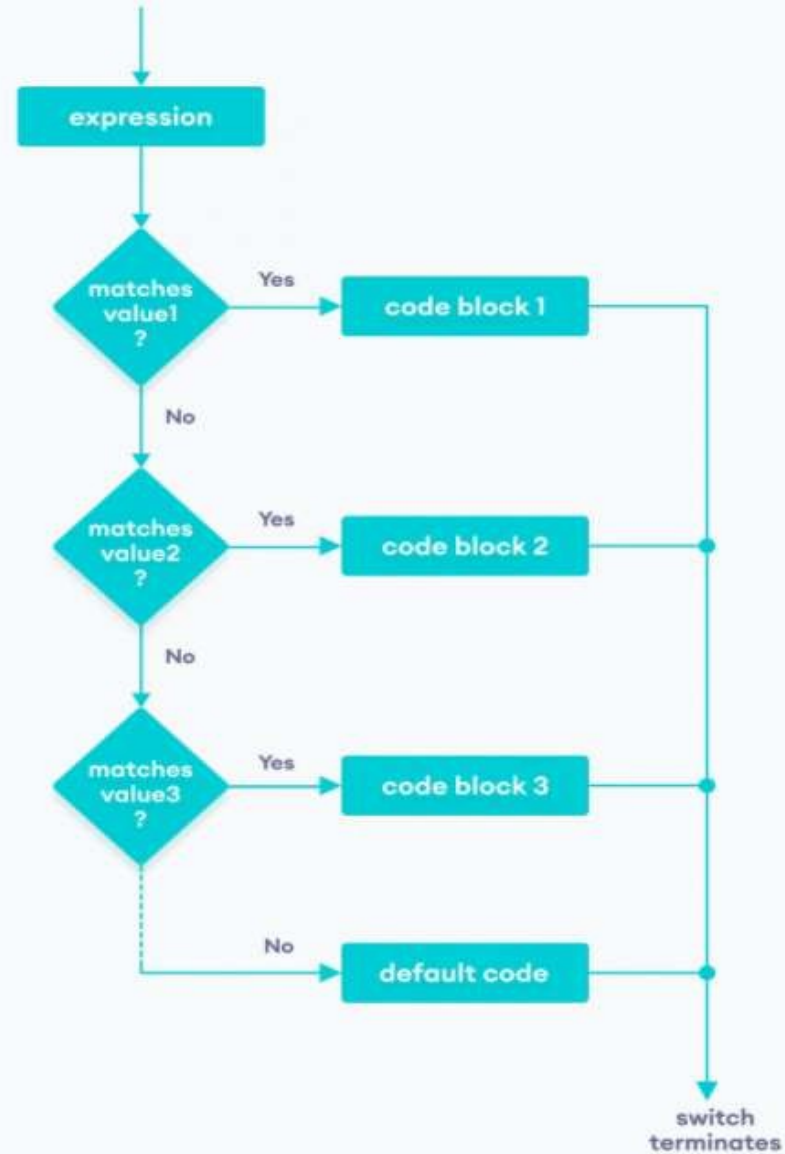 expression
matches
value1
?
Yes
code block 1
No
matches
value2
?
Yes
code block 2
No
matches
value3
?
Yes
code block 3
No
default code
switch
terminates